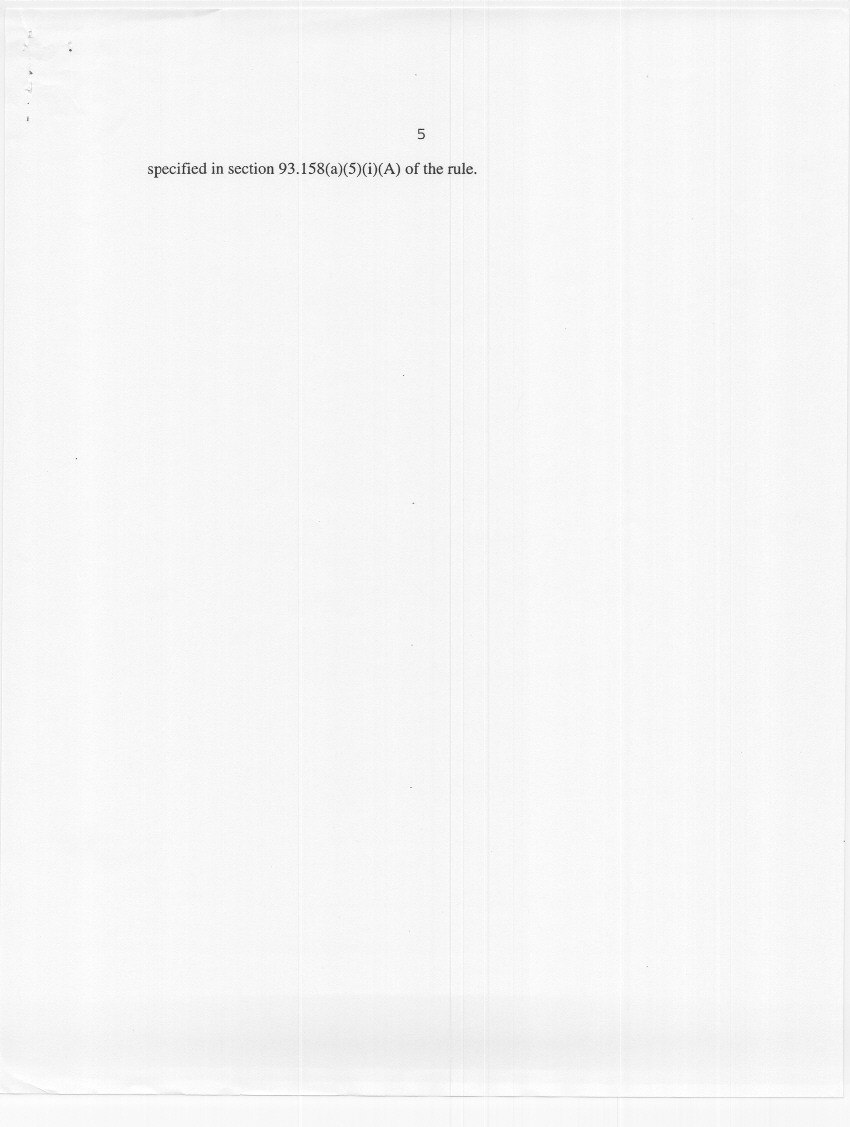 5
specified in section 93.158(a)(5)(i)(A) of the rule.